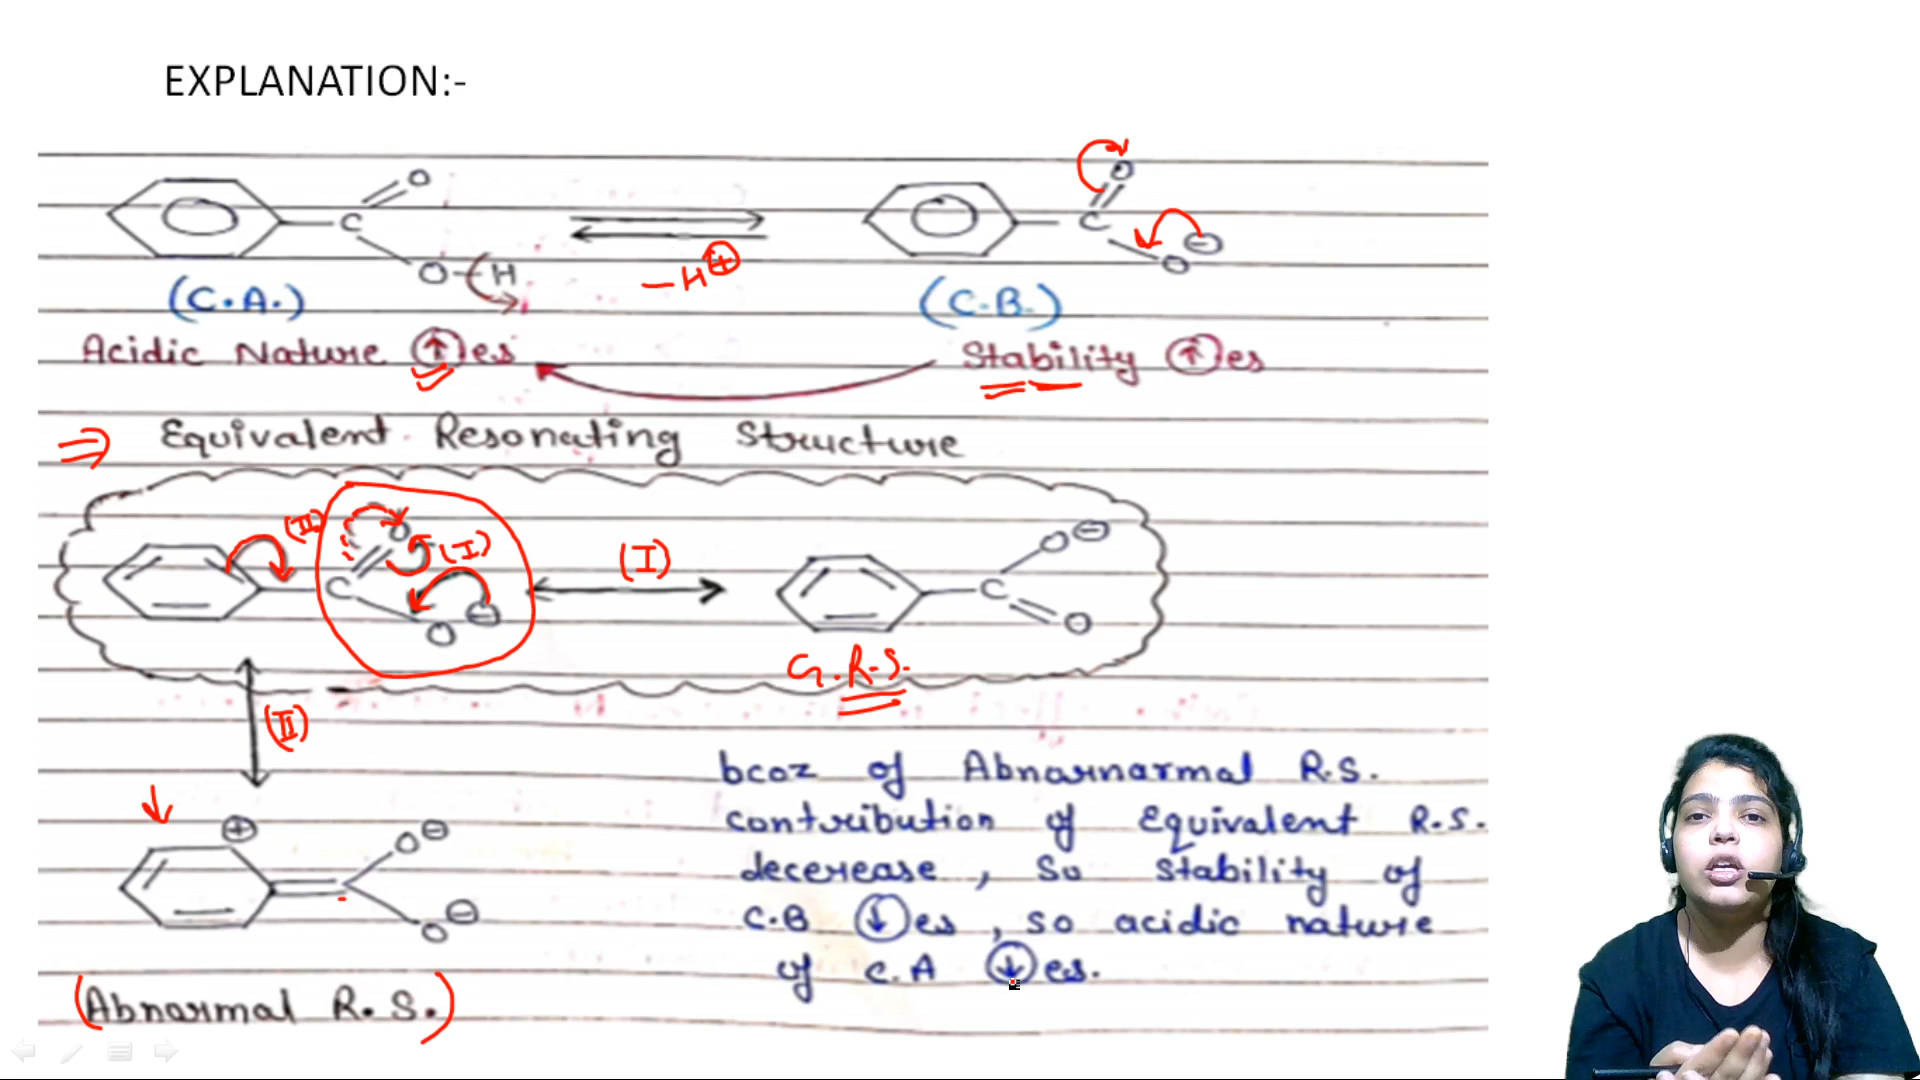 EXPLANATION:-
O
C
O H
-H⊕
O
C
O ⊖
(C.A.)
(C.B.)
Acidic Nature ↑es
Stability ↑es
⇒ Equivalent Resonating Structure
(II)
O
(I)
C
O ⊖
(I)
O ⊖
C
O
G.R.S.
(II)
⊕
O ⊖
O ⊖
(Abnormal R.S.)
bcoz of Abnarnarmal R.S.
contribution of Equivalent R.S.
decerease, So Stability of
C.B ↓es, so acidic nature
of C.A ↓es.